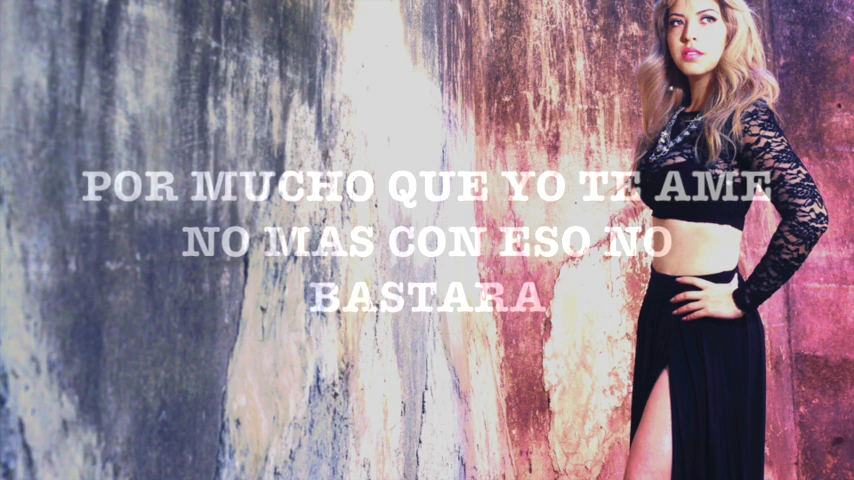 POR MUCHO QUE YO TE AME
NO MAS CON ESO NO
BASTARA